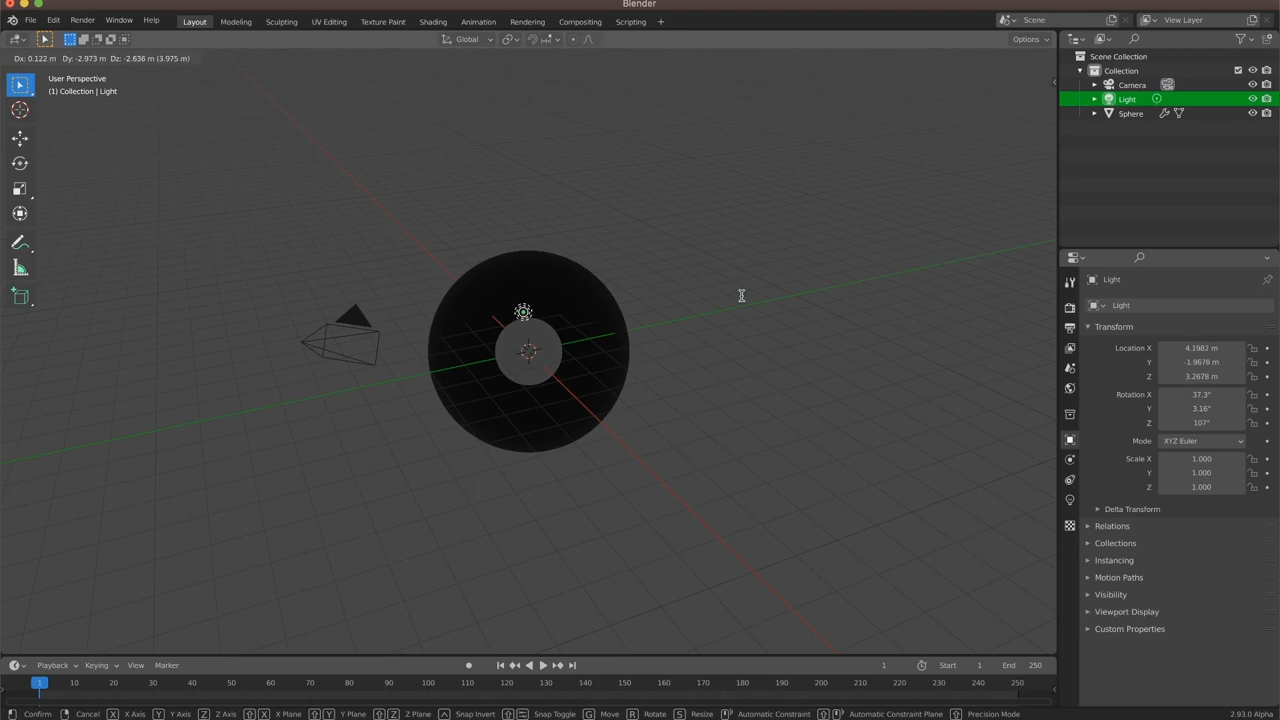 Blender
File Edit Render Window Help Layout Modeling Sculpting UV Editing Texture Paint Shading Animation Rendering Compositing Scripting + Scene View Layer
Global Options
Dx: 0.122 m Dy: -2.973 m Dz: -2.636 m (3.975 m)
User Perspective
(1) Collection | Light
Scene Collection
Collection
Camera
Light
Sphere
Light
Light
Transform
Location X 4.1982 m
Y -1.9678 m
Z 3.2678 m
Rotation X 37.3°
Y 3.16°
Z 107°
Mode XYZ Euler
Scale X 1.000
Y 1.000
Z 1.000
Delta Transform
Relations
Collections
Instancing
Motion Paths
Visibility
Viewport Display
Custom Properties
Playback Keying View Marker 1 Start 1 End 250
1 10 20 30 40 50 60 70 80 90 100 110 120 130 140 150 160 170 180 190 200 210 220 230 240 250
Confirm Cancel X X Axis Y Y Axis Z Z Axis X X Plane Y Y Plane Z Z Plane Snap Invert Snap Toggle G Move R Rotate S Resize Automatic Constraint Automatic Constraint Plane Precision Mode 2.93.0 Alpha